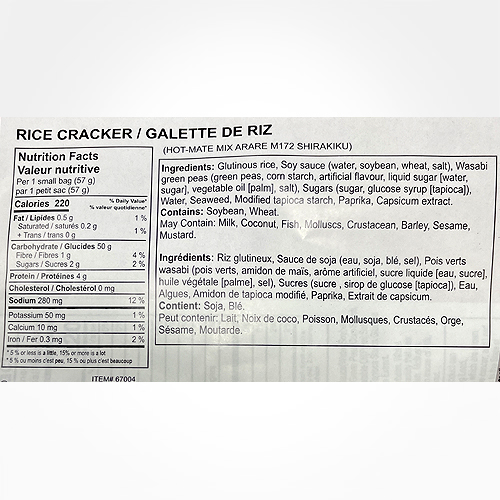 RICE CRACKER / GALETTE DE RIZ
(HOT-MATE MIX ARARE M172 SHIRAKIKU)
Nutrition Facts
Valeur nutritive
Per 1 small bag (57 g)
par 1 petit sac (57 g)
Calories 220
% Daily Value*
% valeur quotidienne*
Fat / Lipides 0.5 g 1 %
Saturated / saturés 0.2 g
+ Trans / trans 0 g
1 %
Carbohydrate / Glucides 50 g
Fibre / Fibres 1 g 4 %
Sugars / Sucres 2 g 2 %
Protein / Protéines 4 g
Cholesterol / Cholestérol 0 mg
Sodium 280 mg 12 %
Potassium 50 mg 1 %
Calcium 10 mg 1 %
Iron / Fer 0.3 mg 2 %
* 5 % or less is a little, 15% or more is a lot
* 5 % ou moins c'est peu, 15 % ou plus c'est beaucoup
ITEM# 67004
Ingredients: Glutinous rice, Soy sauce (water, soybean, wheat, salt), Wasabi
green peas (green peas, corn starch, artificial flavour, liquid sugar [water,
sugar], vegetable oil [palm], salt), Sugars (sugar, glucose syrup [tapioca]),
Water, Seaweed, Modified tapioca starch, Paprika, Capsicum extract.
Contains: Soybean, Wheat.
May Contain: Milk, Coconut, Fish, Molluscs, Crustacean, Barley, Sesame,
Mustard.
Ingrédients: Riz glutineux, Sauce de soja (eau, soja, blé, sel), Pois verts
wasabi (pois verts, amidon de maïs, arôme artificiel, sucre liquide [eau, sucre],
huile végétale [palme], sel), Sucres (sucre , sirop de glucose [tapioca]), Eau,
Algues, Amidon de tapioca modifié, Paprika, Extrait de capsicum.
Contient: Soja, Blé.
Peut contenir: Lait, Noix de coco, Poisson, Mollusques, Crustacés, Orge,
Sésame, Moutarde.